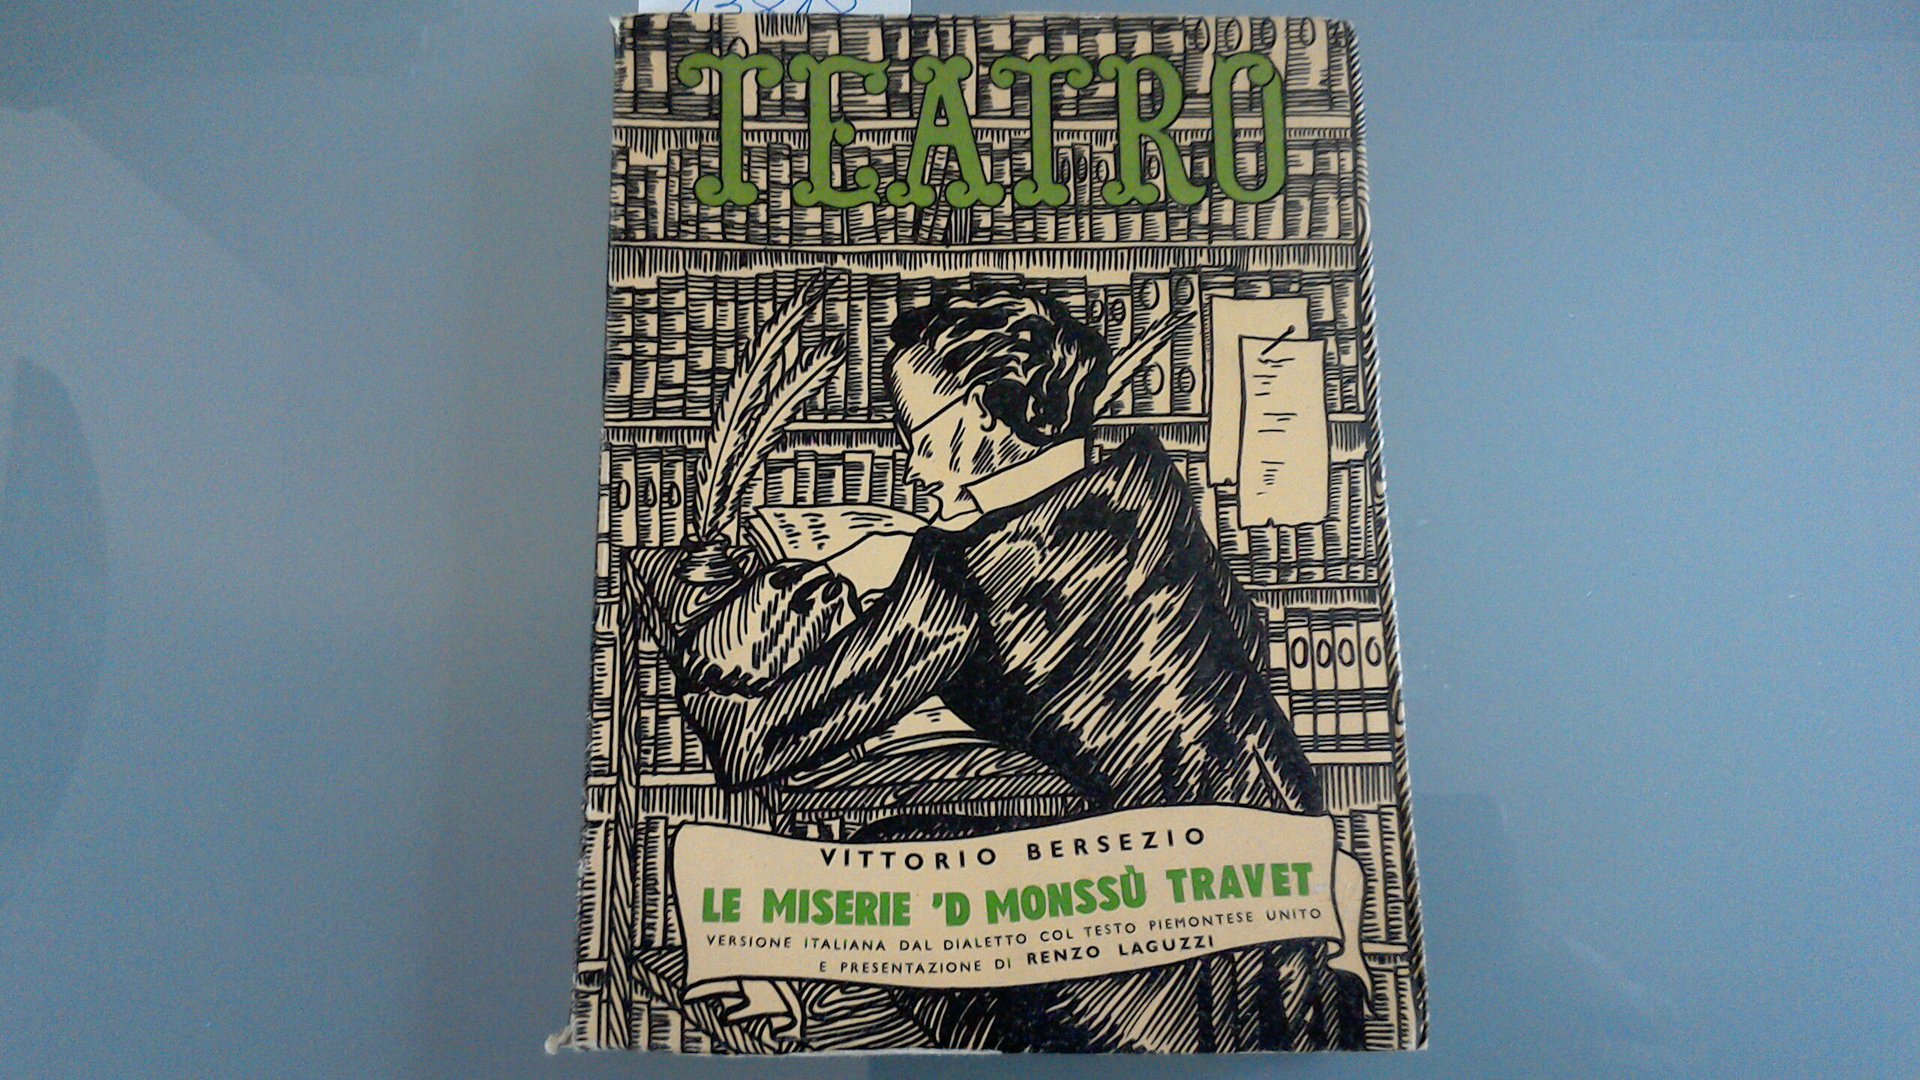 TEATRO
0006
VITTORIO BERSEZIO
LE MISERIE 'D MONSSÙ TRAVET
VERSIONE ITALIANA DAL DIALETTO COL TESTO PIEMONTESE UNITO
E PRESENTAZIONE DI RENZO LAGUZZI